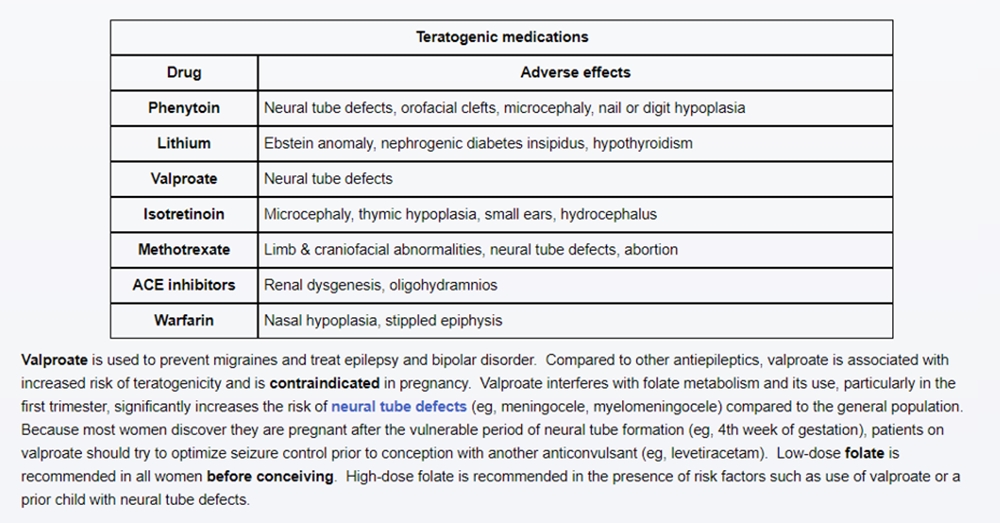 Teratogenic medications
Drug Adverse effects
Phenytoin Neural tube defects, orofacial clefts, microcephaly, nail or digit hypoplasia
Lithium Ebstein anomaly, nephrogenic diabetes insipidus, hypothyroidism
Valproate Neural tube defects
Isotretinoin Microcephaly, thymic hypoplasia, small ears, hydrocephalus
Methotrexate Limb & craniofacial abnormalities, neural tube defects, abortion
ACE inhibitors Renal dysgenesis, oligohydramnios
Warfarin Nasal hypoplasia, stippled epiphysis
Valproate is used to prevent migraines and treat epilepsy and bipolar disorder. Compared to other antiepileptics, valproate is associated with
increased risk of teratogenicity and is contraindicated in pregnancy. Valproate interferes with folate metabolism and its use, particularly in the
first trimester, significantly increases the risk of neural tube defects (eg, meningocele, myelomeningocele) compared to the general population.
Because most women discover they are pregnant after the vulnerable period of neural tube formation (eg, 4th week of gestation), patients on
valproate should try to optimize seizure control prior to conception with another anticonvulsant (eg, levetiracetam). Low-dose folate is
recommended in all women before conceiving. High-dose folate is recommended in the presence of risk factors such as use of valproate or a
prior child with neural tube defects.